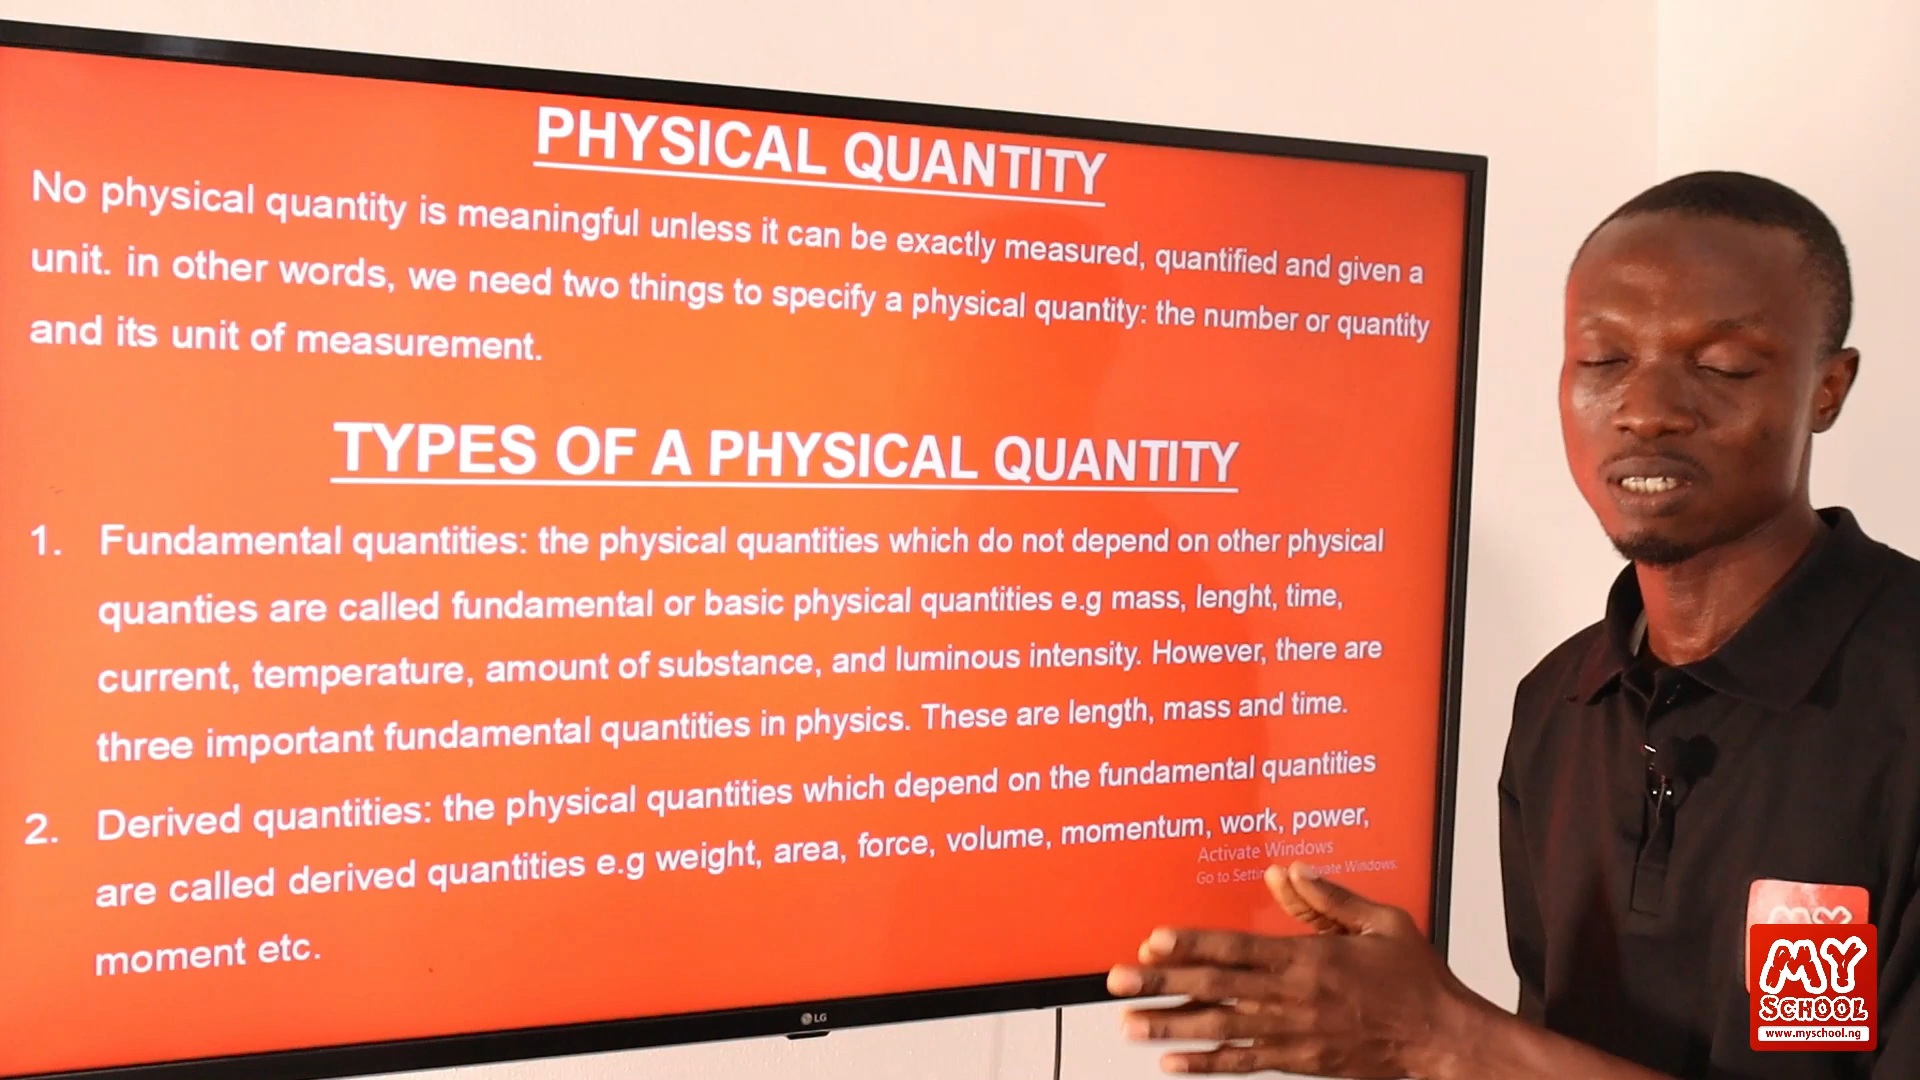 PHYSICAL QUANTITY
No physical quantity is meaningful unless it can be exactly measured, quantified and given a
unit. in other words, we need two things to specify a physical quantity: the number or quantity
and its unit of measurement.
TYPES OF A PHYSICAL QUANTITY
1. Fundamental quantities: the physical quantities which do not depend on other physical
quanties are called fundamental or basic physical quantities e.g mass, lenght, time,
current, temperature, amount of substance, and luminous intensity. However, there are
three important fundamental quantities in physics. These are length, mass and time.
2. Derived quantities: the physical quantities which depend on the fundamental quantities
are called derived quantities e.g weight, area, force, volume, momentum, work, power,
moment etc.
Activate Windows
Go to Windows.
LG
MY
MY
SCHOOL
www.myschool.ng